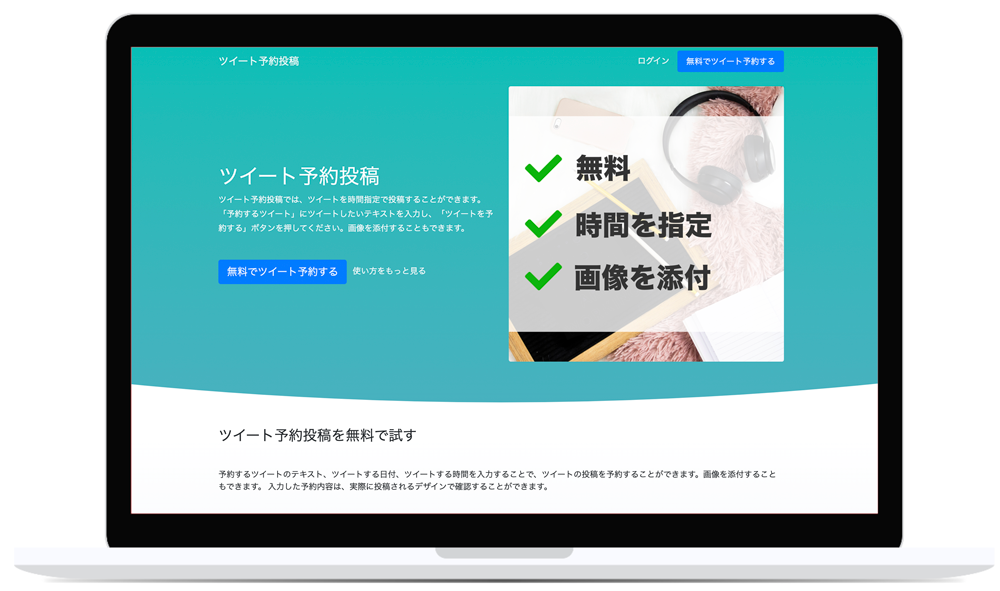 ツイート予約投稿
ログイン
無料でツイート予約する
ツイート予約投稿
ツイート予約投稿では、ツイートを時間指定で投稿することができます。
「予約するツイート」にツイートしたいテキストを入力し、「ツイートを予
約する」ボタンを押してください。画像を添付することもできます。
無料でツイート予約する
使い方をもっと見る
無料
時間を指定
画像を添付
ツイート予約投稿を無料で試す
予約するツイートのテキスト、ツイートする日付、ツイートする時間を入力することで、ツイートの投稿を予約することができます。画像を添付すること
もできます。 入力した予約内容は、実際に投稿されるデザインで確認することができます。